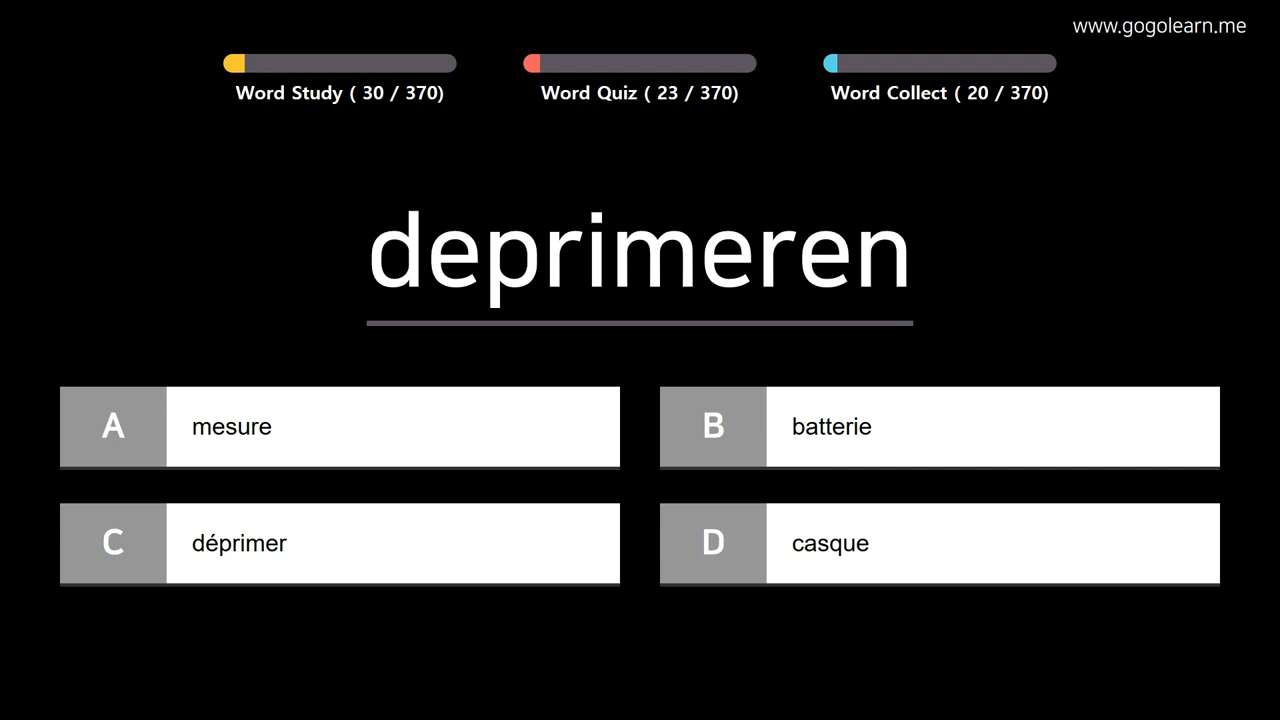 www.gogolearn.me
Word Study ( 30 / 370)
Word Quiz ( 23 / 370)
Word Collect ( 20 / 370)
deprimeren
A mesure
B batterie
C déprimer
D casque